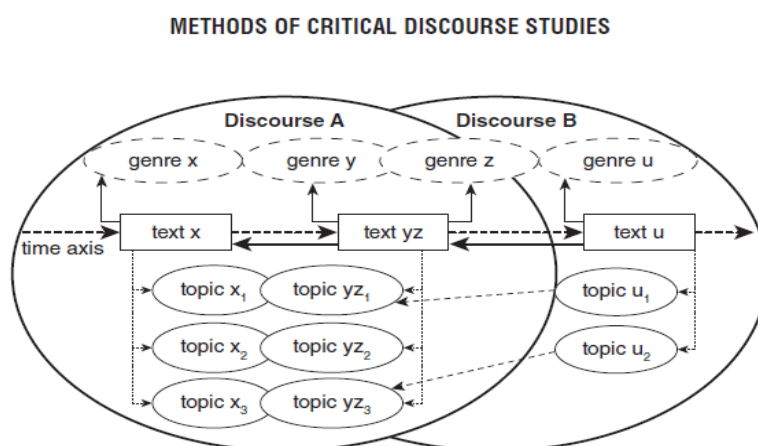 METHODS OF CRITICAL DISCOURSE STUDIES
Discourse A Discourse B
genre x genre y genre z genre u
text x text yz text u
time axis
topic x₁ topic yz₁ topic u₁
topic x₂ topic yz₂ topic u₂
topic x₃ topic yz₃